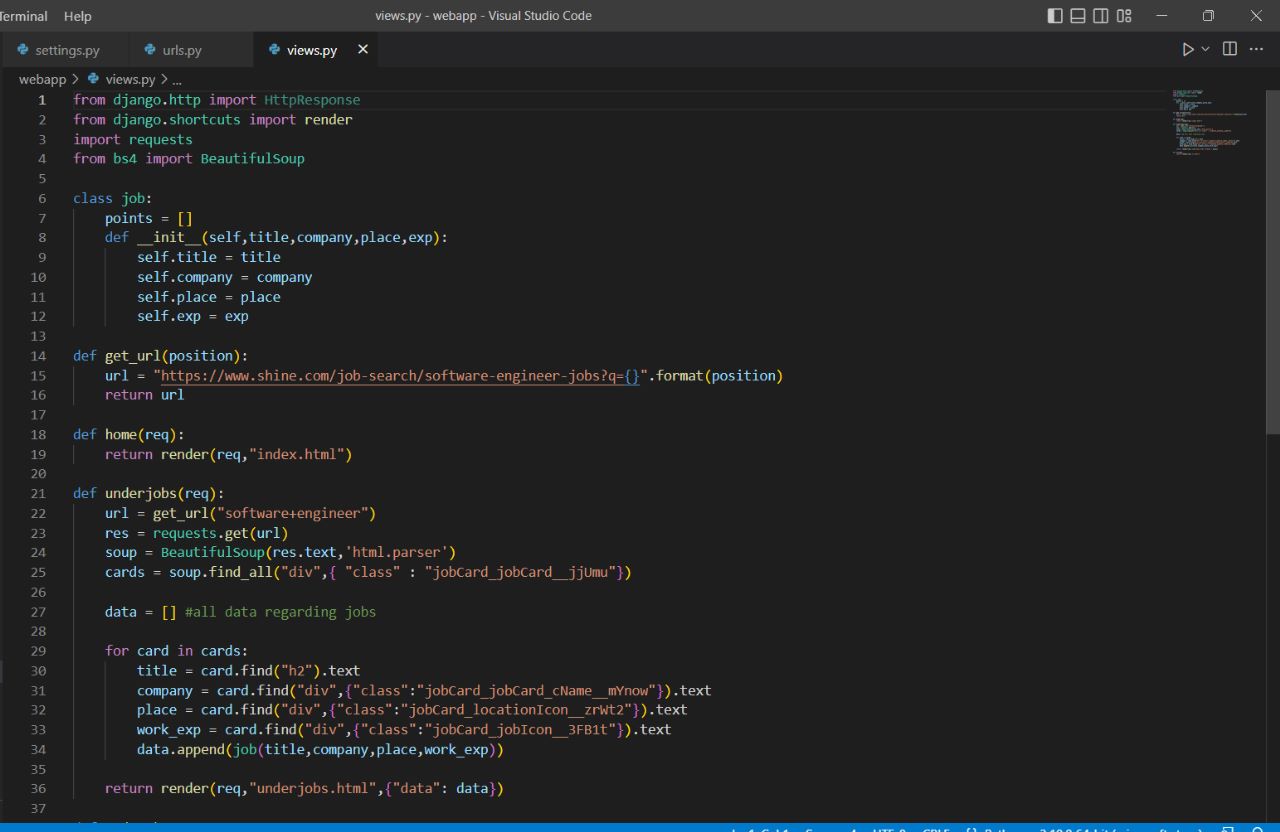 Terminal Help views.py - webapp - Visual Studio Code
settings.py urls.py views.py
webapp > views.py > ...
1 from django.http import HttpResponse
2 from django.shortcuts import render
3 import requests
4 from bs4 import BeautifulSoup
5
6 class job:
7     points = []
8     def __init__(self,title,company,place,exp):
9         self.title = title
10         self.company = company
11         self.place = place
12         self.exp = exp
13
14 def get_url(position):
15     url = "https://www.shine.com/job-search/software-engineer-jobs?q={}".format(position)
16     return url
17
18 def home(req):
19     return render(req,"index.html")
20
21 def underjobs(req):
22     url = get_url("software+engineer")
23     res = requests.get(url)
24     soup = BeautifulSoup(res.text,'html.parser')
25     cards = soup.find_all("div",{ "class" : "jobCard_jobCard__jjUmu"})
26
27     data = [] #all data regarding jobs
28
29     for card in cards:
30         title = card.find("h2").text
31         company = card.find("div",{"class":"jobCard_jobCard_cName__mYnow"}).text
32         place = card.find("div",{"class":"jobCard_locationIcon__zrWt2"}).text
33         work_exp = card.find("div",{"class":"jobCard_jobIcon__3FB1t"}).text
34         data.append(job(title,company,place,work_exp))
35
36     return render(req,"underjobs.html",{"data": data})
37